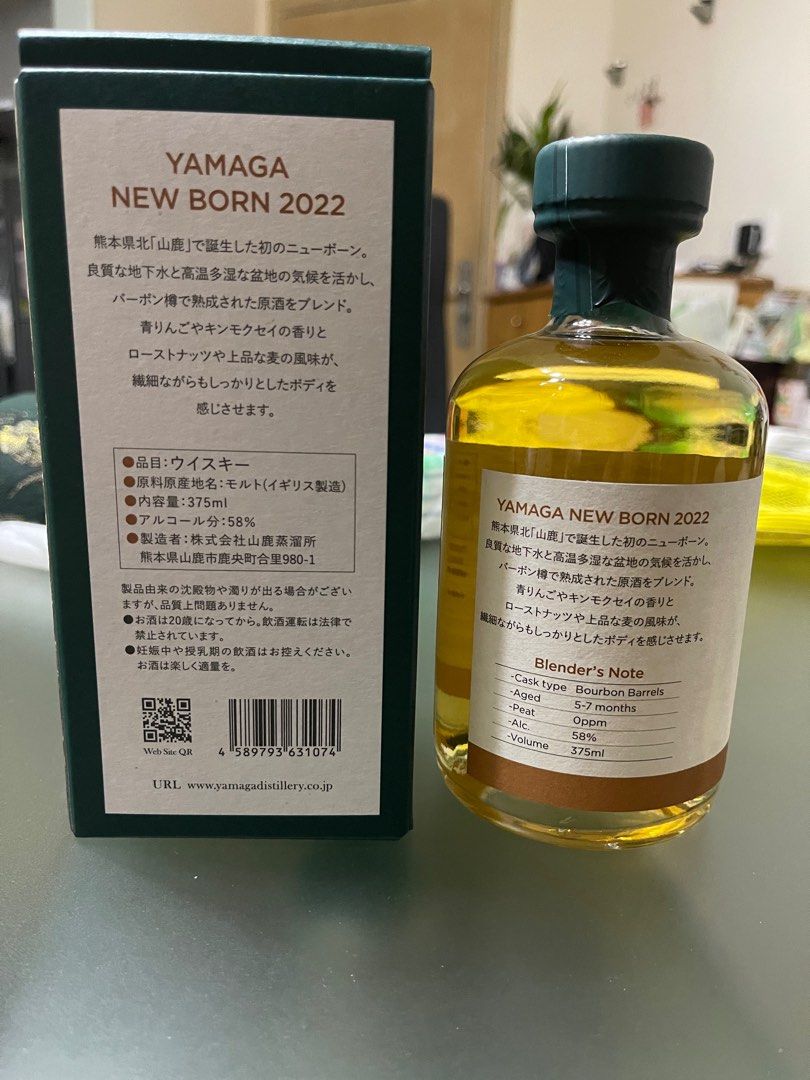 YAMAGA
NEW BORN 2022
熊本県北「山鹿」で誕生した初のニューボーン。
良質な地下水と高温多湿な盆地の気候を活かし、
バーボン樽で熟成された原酒をブレンド。
青りんごやキンモクセイの香りと
ローストナッツや上品な麦の風味が、
繊細ながらもしっかりとしたボディを
感じさせます。
●品目：ウイスキー
●原料原産地名：モルト(イギリス製造)
●内容量：375ml
●アルコール分：58%
●製造者：株式会社山鹿蒸溜所
熊本県山鹿市鹿央町合里980-1
製品由来の沈殿物や濁りが出る場合がござい
ますが、品質上問題ありません。
●お酒は20歳になってから。飲酒運転は法律で
禁止されています。
●妊娠中や授乳期の飲酒はお控えください。
お酒は楽しく適量を。
Web Site QR
4 589793 631074
URL www.yamagadistillery.co.jp
YAMAGA NEW BORN 2022
熊本県北「山鹿」で誕生した初のニューボーン。
良質な地下水と高温多湿な盆地の気候を活かし、
バーボン樽で熟成された原酒をブレンド。
青りんごやキンモクセイの香りと
ローストナッツや上品な麦の風味が、
繊細ながらもしっかりとしたボディを感じさせます。
Blender's Note
-Cask type Bourbon Barrels
-Aged 5-7 months
-Peat 0ppm
-Alc. 58%
-Volume 375ml